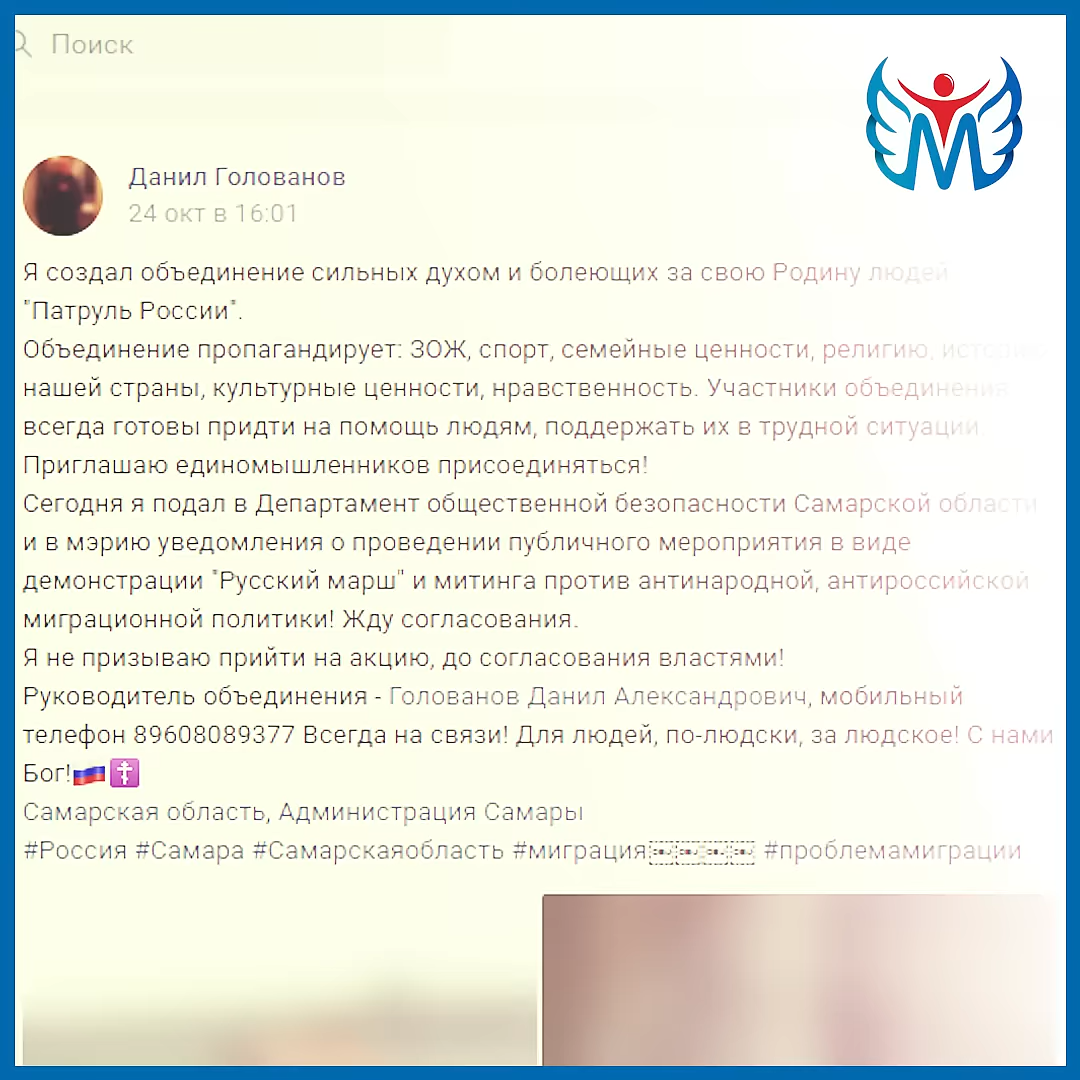 Поиск
Данил Голованов
24 окт в 16:01
Я создал объединение сильных духом и болеющих за свою Родину людей
"Патруль России".
Объединение пропагандирует: ЗОЖ, спорт, семейные ценности, религию, историю
нашей страны, культурные ценности, нравственность. Участники объединения
всегда готовы придти на помощь людям, поддержать их в трудной ситуации.
Приглашаю единомышленников присоединяться!
Сегодня я подал в Департамент общественной безопасности Самарской области
и в мэрию уведомления о проведении публичного мероприятия в виде
демонстрации "Русский марш" и митинга против антинародной, антироссийской
миграционной политики! Жду согласования.
Я не призываю прийти на акцию, до согласования властями!
Руководитель объединения - Голованов Данил Александрович, мобильный
телефон 89608089377 Всегда на связи! Для людей, по-людски, за людское! С нами
Бог!🇷🇺☦️
Самарская область, Администрация Самары
#Россия #Самара #Самарскаяобласть #миграция #проблемамиграции
M